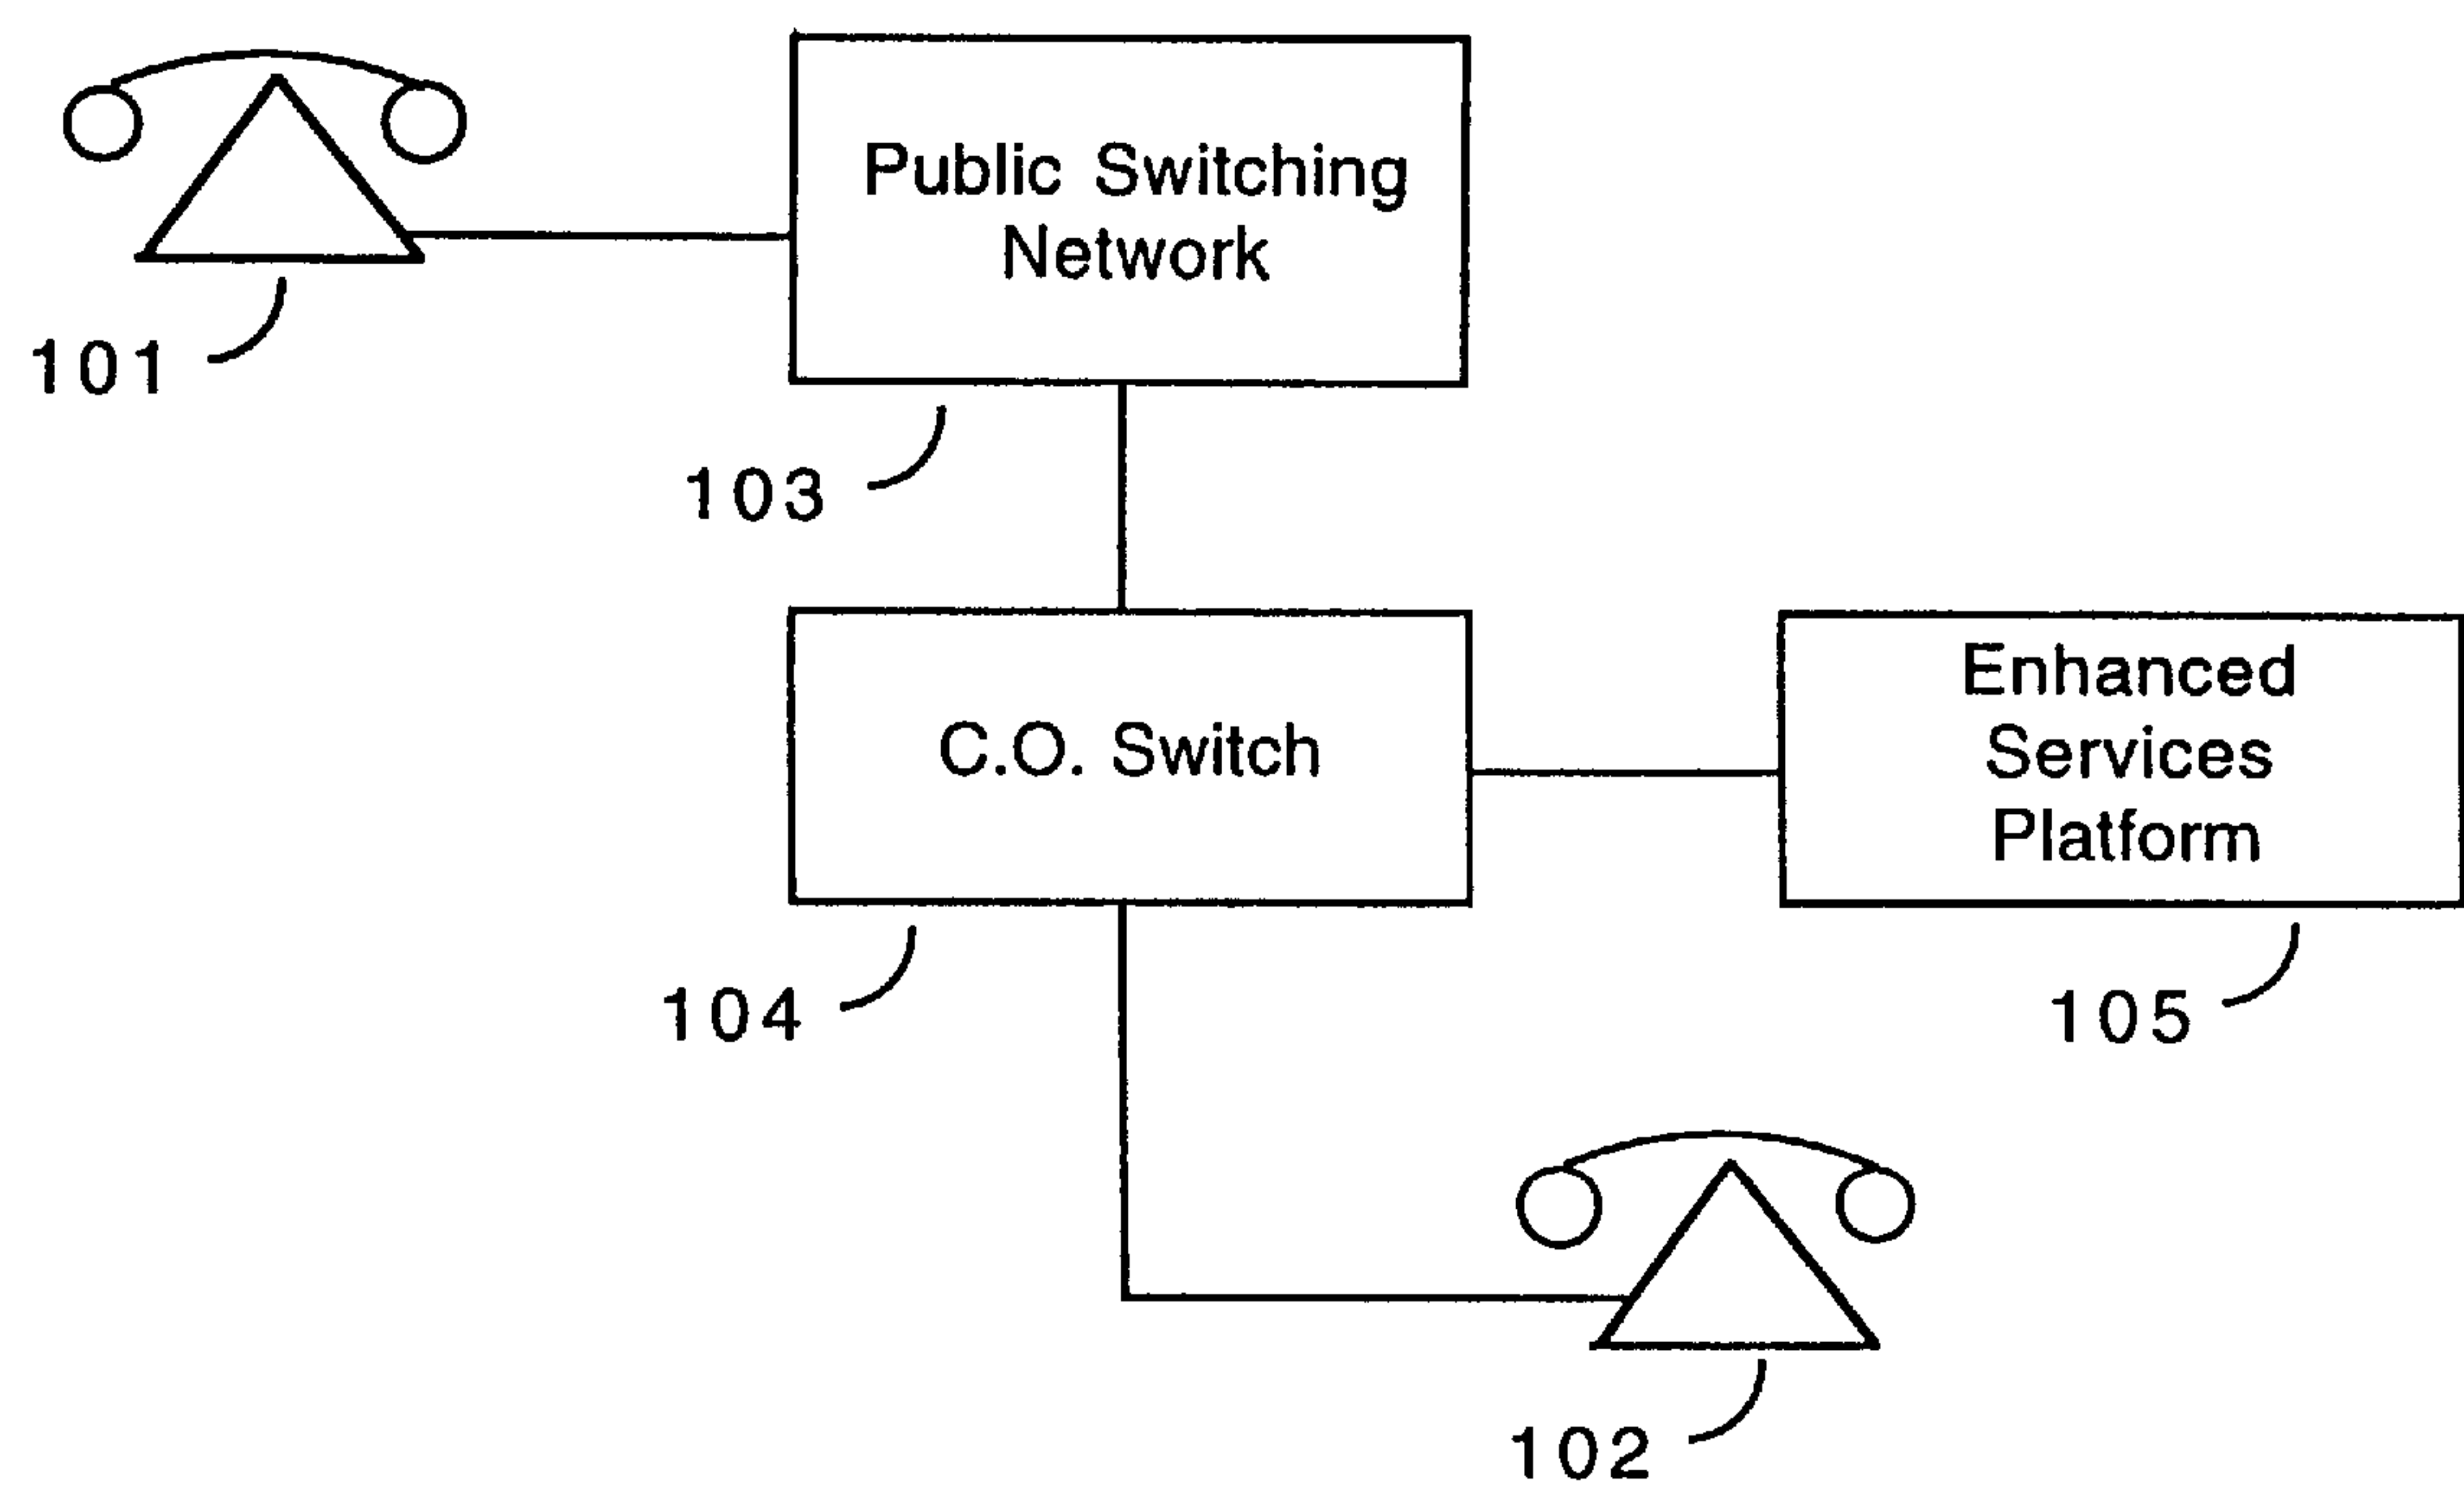 Public Switching
Network
101
103
C.O. Switch
Enhanced
Services
Platform
104
105
102